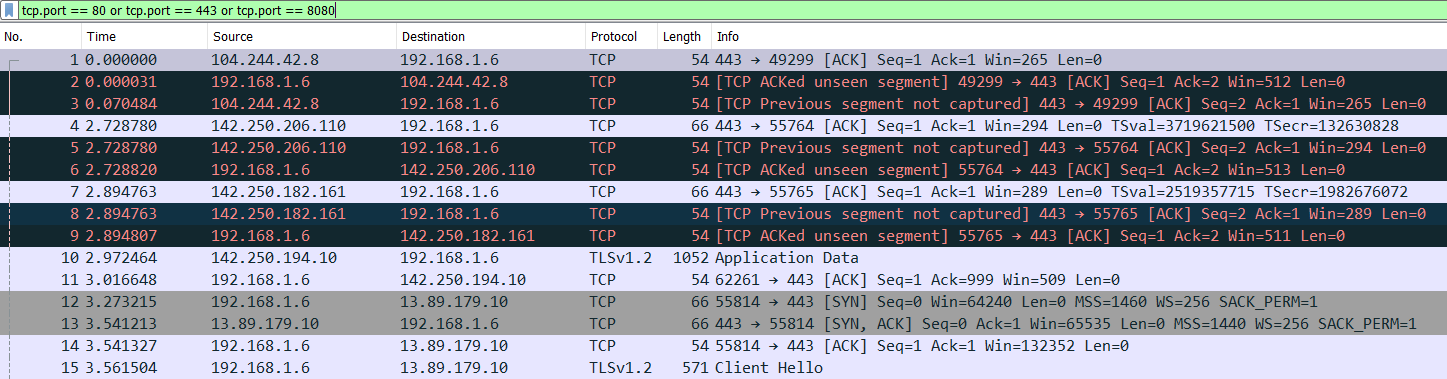 tcp.port == 80 or tcp.port == 443 or tcp.port == 8080
No. Time Source Destination Protocol Length Info
1 0.000000 104.244.42.8 192.168.1.6 TCP 54 443 → 49299 [ACK] Seq=1 Ack=1 Win=265 Len=0
2 0.000031 192.168.1.6 104.244.42.8 TCP 54 [TCP ACKed unseen segment] 49299 → 443 [ACK] Seq=1 Ack=2 Win=512 Len=0
3 0.070484 104.244.42.8 192.168.1.6 TCP 54 [TCP Previous segment not captured] 443 → 49299 [ACK] Seq=2 Ack=1 Win=265 Len=0
4 2.728780 142.250.206.110 192.168.1.6 TCP 66 443 → 55764 [ACK] Seq=1 Ack=1 Win=294 Len=0 TSval=3719621500 TSecr=132630828
5 2.728780 142.250.206.110 192.168.1.6 TCP 54 [TCP Previous segment not captured] 443 → 55764 [ACK] Seq=2 Ack=1 Win=294 Len=0
6 2.728820 192.168.1.6 142.250.206.110 TCP 54 [TCP ACKed unseen segment] 55764 → 443 [ACK] Seq=1 Ack=2 Win=513 Len=0
7 2.894763 142.250.182.161 192.168.1.6 TCP 66 443 → 55765 [ACK] Seq=1 Ack=1 Win=289 Len=0 TSval=2519357715 TSecr=1982676072
8 2.894763 142.250.182.161 192.168.1.6 TCP 54 [TCP Previous segment not captured] 443 → 55765 [ACK] Seq=2 Ack=1 Win=289 Len=0
9 2.894807 192.168.1.6 142.250.182.161 TCP 54 [TCP ACKed unseen segment] 55765 → 443 [ACK] Seq=1 Ack=2 Win=511 Len=0
10 2.972464 142.250.194.10 192.168.1.6 TLSv1.2 1052 Application Data
11 3.016648 192.168.1.6 142.250.194.10 TCP 54 62261 → 443 [ACK] Seq=1 Ack=999 Win=509 Len=0
12 3.273215 192.168.1.6 13.89.179.10 TCP 66 55814 → 443 [SYN] Seq=0 Win=64240 Len=0 MSS=1460 WS=256 SACK_PERM=1
13 3.541213 13.89.179.10 192.168.1.6 TCP 66 443 → 55814 [SYN, ACK] Seq=0 Ack=1 Win=65535 Len=0 MSS=1440 WS=256 SACK_PERM=1
14 3.541327 192.168.1.6 13.89.179.10 TCP 54 55814 → 443 [ACK] Seq=1 Ack=1 Win=132352 Len=0
15 3.561504 192.168.1.6 13.89.179.10 TLSv1.2 571 Client Hello